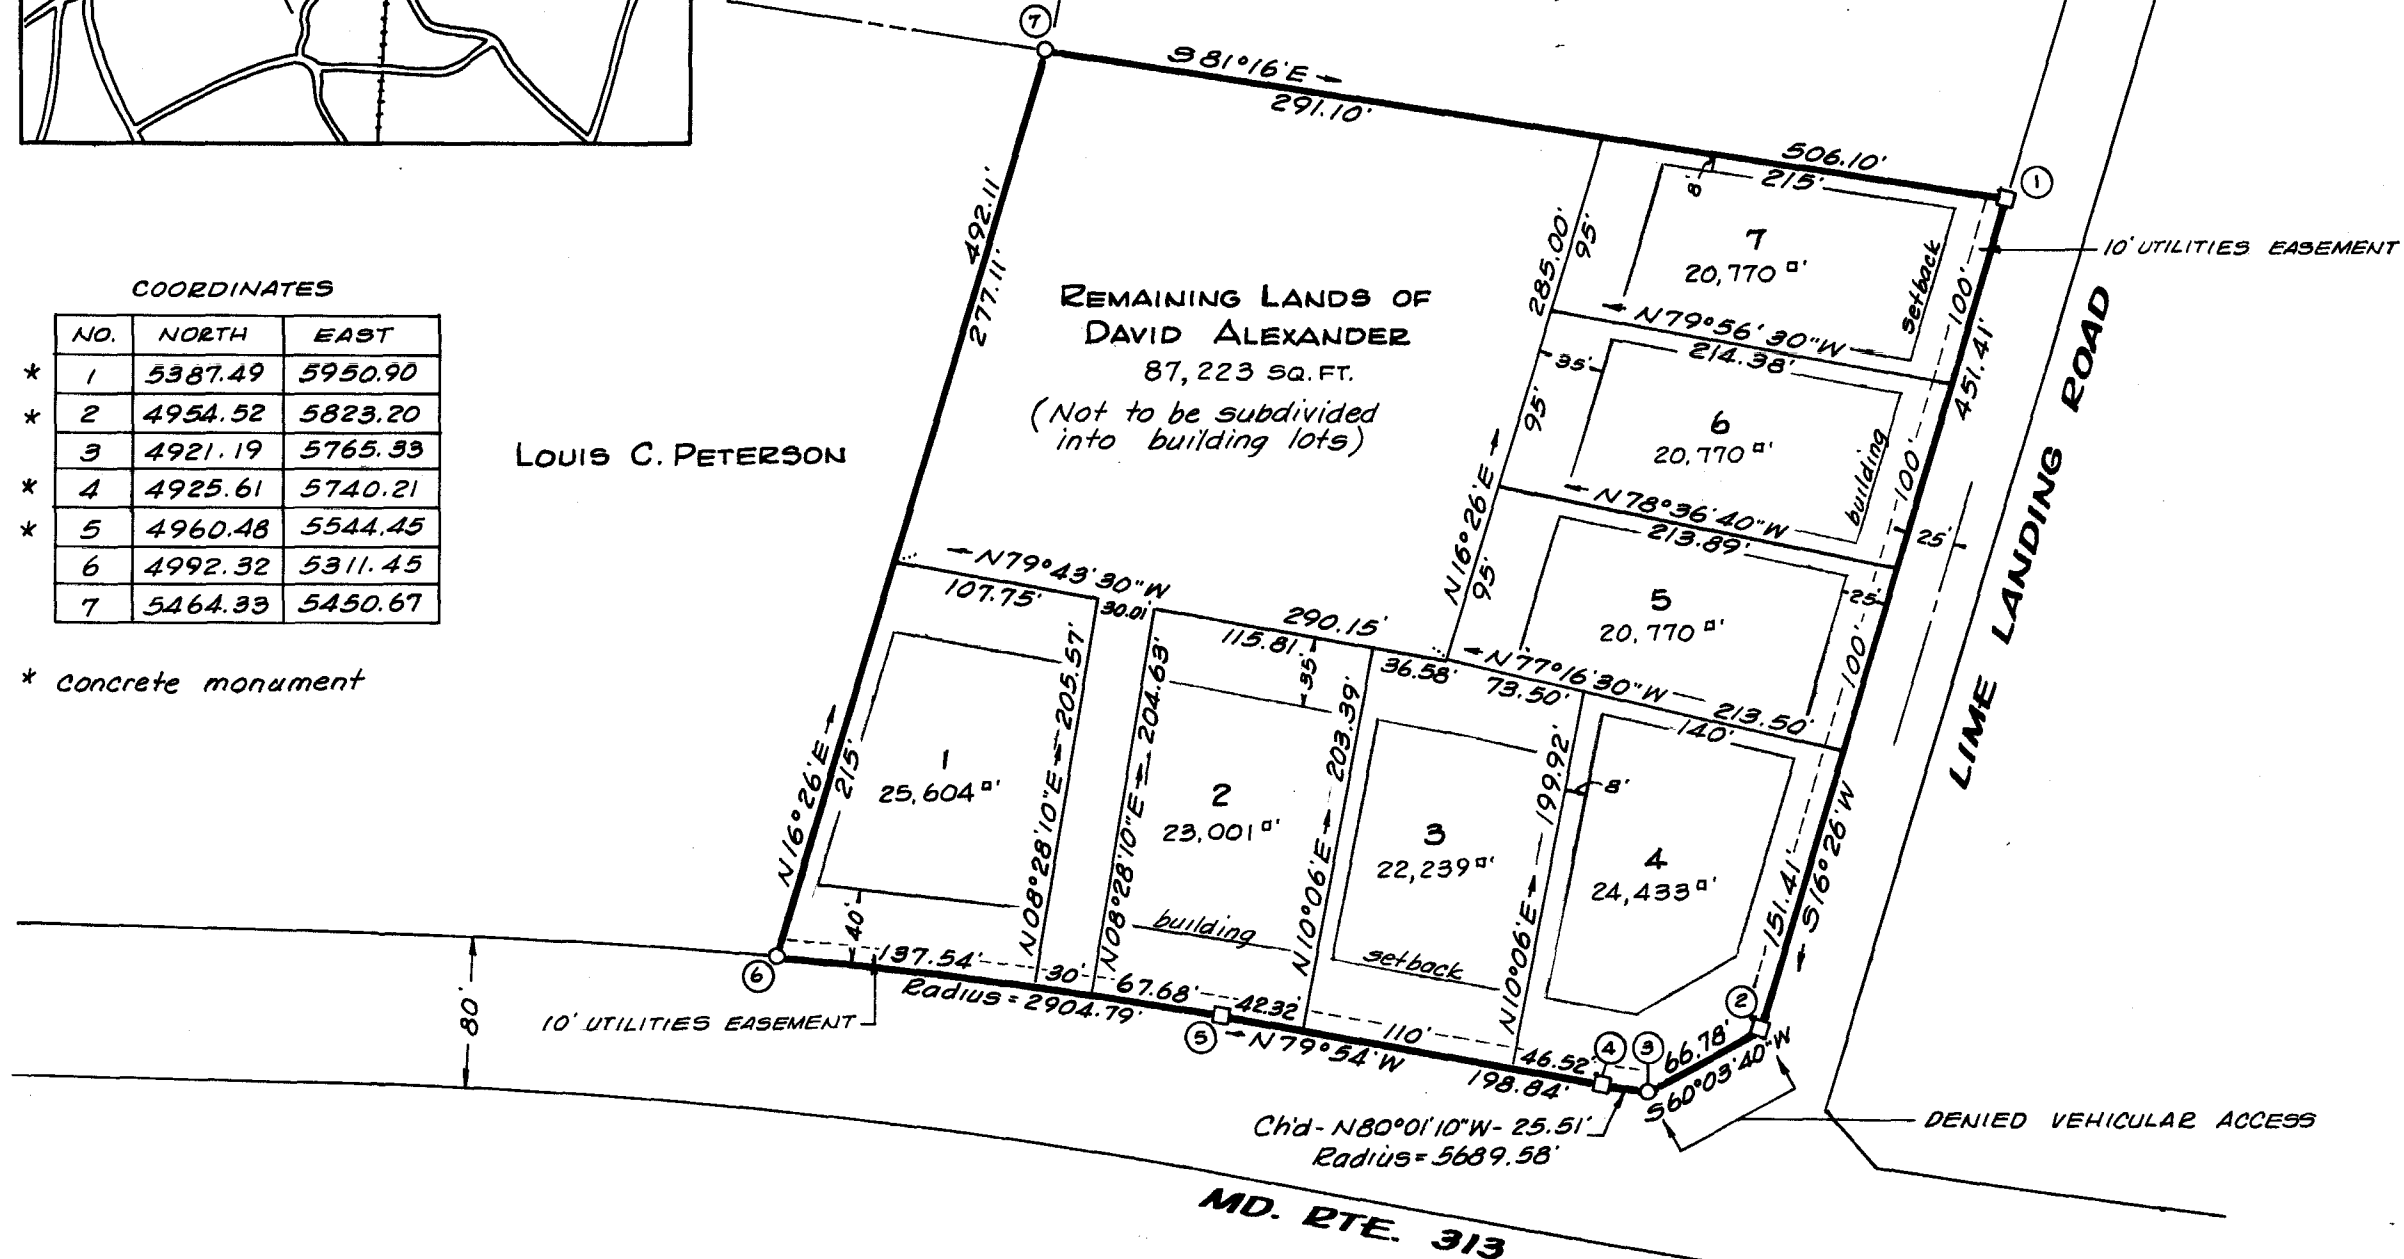 7
S81°16'E
291.10'
506.10'
1
215'
8'
10' UTILITIES EASEMENT
492.11'
277.11'
285.00'
95'
7
20,770 □'
setback
100'
451.41'
COORDINATES
NO. NORTH EAST
* 1 5387.49 5950.90
* 2 4954.52 5823.20
3 4921.19 5765.33
* 4 4925.61 5740.21
* 5 4960.48 5544.45
6 4992.32 5311.45
7 5464.33 5450.67
* concrete monument
LOUIS C. PETERSON
REMAINING LANDS OF
DAVID ALEXANDER
87,223 SQ. FT.
(Not to be subdivided
into building lots)
N79°56'30"W
214.38'
35'
95'
6
20,770 □'
building
100'
LIME LANDING ROAD
N78°36'40"W
213.89'
25'
N16°26'E
95'
5
20,770 □'
25'
100'
N79°43'30"W
107.75'
30.01'
290.15'
115.81'
36.58'
N77°16'30"W
73.50'
213.50'
140'
35'
N16°26'E
215'
1
25,604 □'
N08°28'10"E
205.57'
N08°28'10"E
204.63'
2
23,001 □'
N10°06'E
203.39'
3
22,239 □'
N10°06'E
199.92'
8'
4
24,433 □'
151.41'
S16°26'W
building
setback
40'
6
137.54'
30'
67.68'
42.32'
Radius = 2904.79'
10' UTILITIES EASEMENT
80'
5
N79°54'W
110'
46.52'
198.84'
4
3
2
66.78'
S60°03'40"W
Ch'd - N80°01'10"W - 25.51'
Radius = 5689.58'
DENIED VEHICULAR ACCESS
MD. RTE. 313